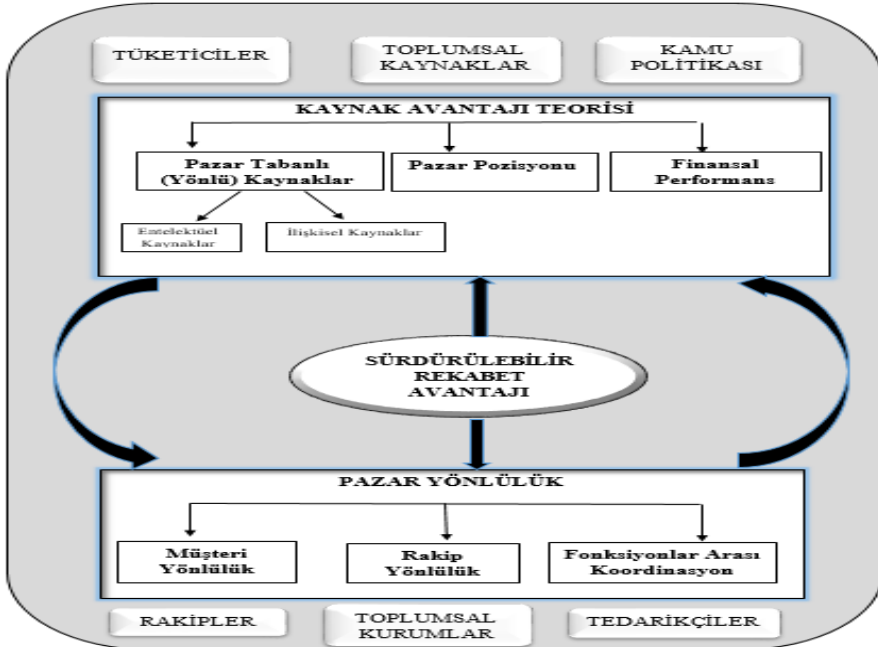 TÜKETİCİLER
TOPLUMSAL
KAYNAKLAR
KAMU
POLİTİKASI
KAYNAK AVANTAJI TEORİSİ
Pazar Tabanlı
(Yönlü) Kaynaklar
Pazar Pozisyonu
Finansal
Performans
Entelektüel
Kaynaklar
İlişkisel Kaynaklar
SÜRDÜRÜLEBİLİR
REKABET
AVANTAJI
PAZAR YÖNLÜLÜK
Müşteri
Yönlülük
Rakip
Yönlülük
Fonksiyonlar Arası
Koordinasyon
RAKİPLER
TOPLUMSAL
KURUMLAR
TEDARİKÇİLER